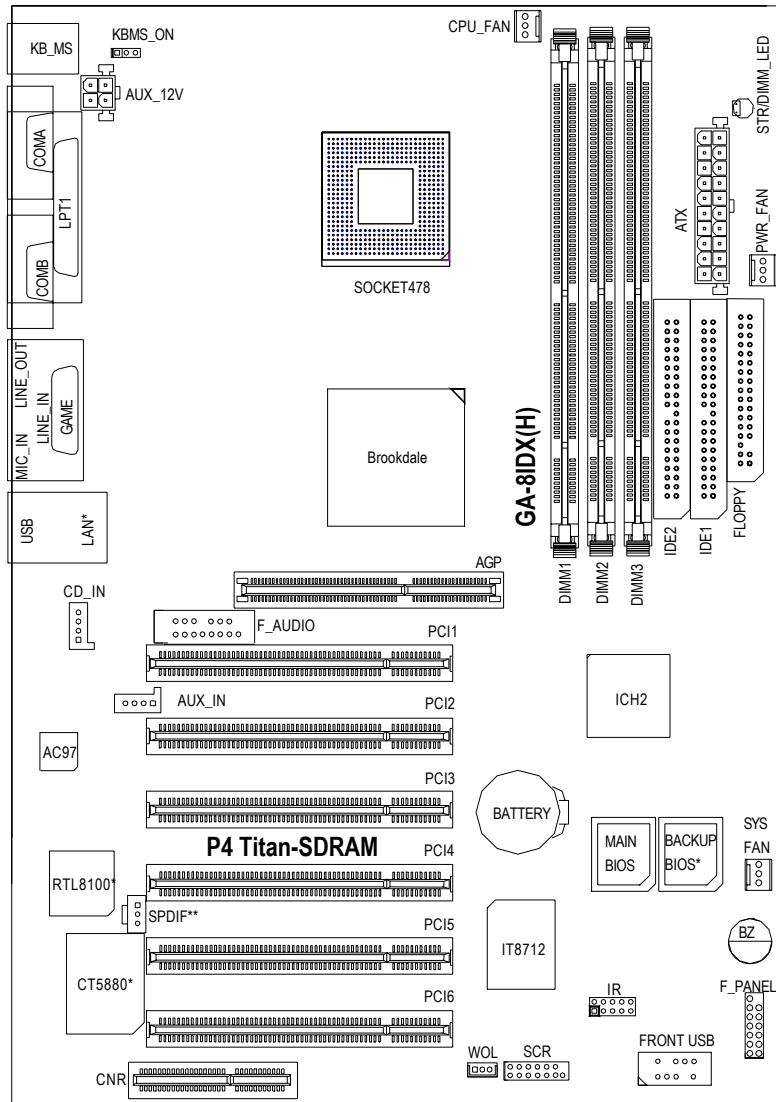 KB_MS
KBMS_ON
CPU_FAN
AUX_12V
STR/DIMM_LED
COMA
LPT1
COMB
ATX
PWR_FAN
SOCKET478
MIC_IN
LINE_OUT
LINE_IN
GAME
Brookdale
GA-8IDX(H)
USB
LAN*
DIMM1
DIMM2
DIMM3
IDE2
IDE1
FLOPPY
AGP
CD_IN
F_AUDIO
PCI1
AUX_IN
PCI2
ICH2
AC97
PCI3
BATTERY
P4 Titan-SDRAM
MAIN
BIOS
BACKUP
BIOS*
SYS
FAN
PCI4
RTL8100*
SPDIF**
PCI5
IT8712
BZ
CT5880*
PCI6
IR
F_PANEL
WOL
SCR
FRONT USB
CNR